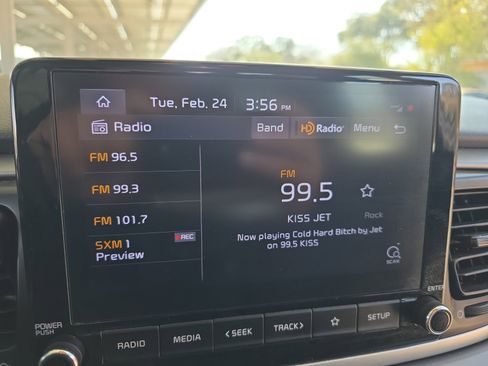 Tue, Feb. 24 3:56 PM
Radio Band HD Radio Menu
FM 96.5
FM 99.3
FM 101.7
SXM 1 REC
Preview
FM
99.5
KISS JET
Rock
Now playing Cold Hard Bitch by Jet
on 99.5 KISS
SCAN
POWER
PUSH
RADIO
MEDIA
< SEEK
TRACK >
SETUP
ENTER